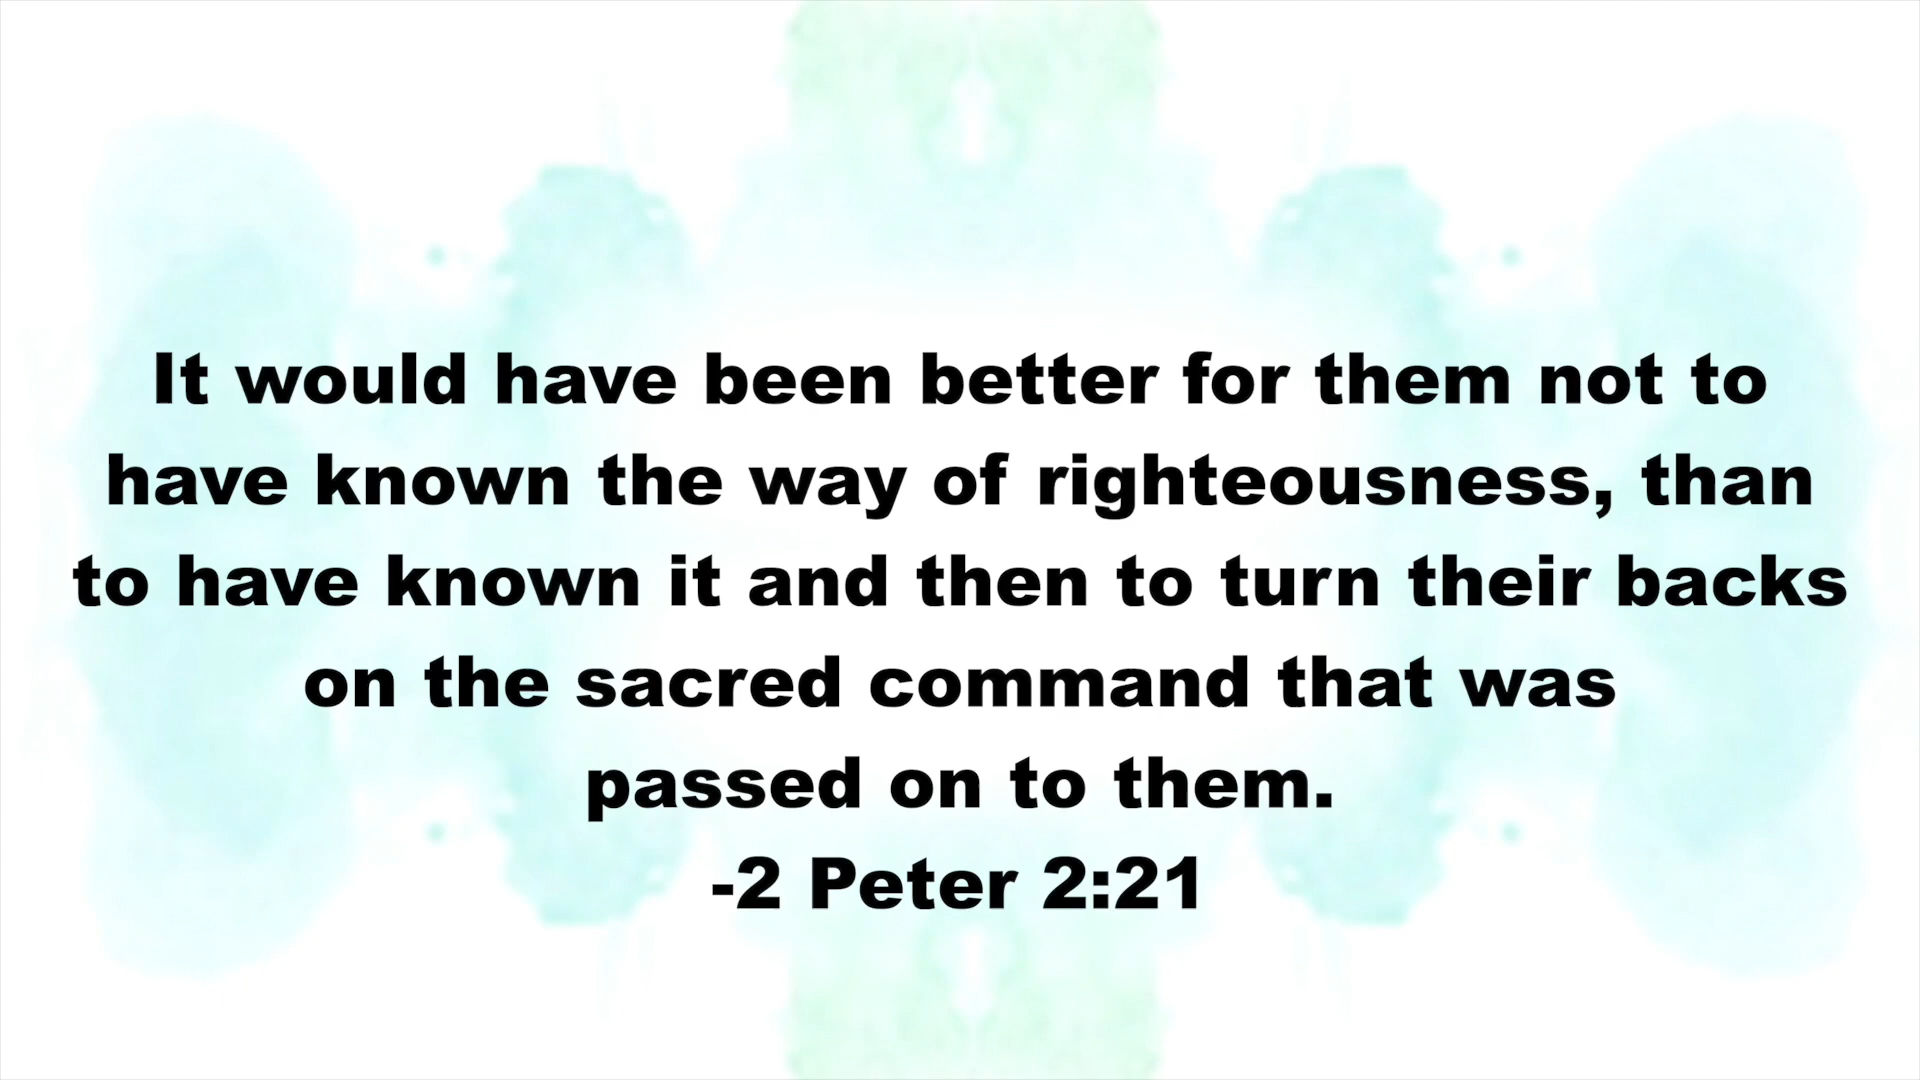 It would have been better for them not to
have known the way of righteousness, than
to have known it and then to turn their backs
on the sacred command that was
passed on to them.
-2 Peter 2:21